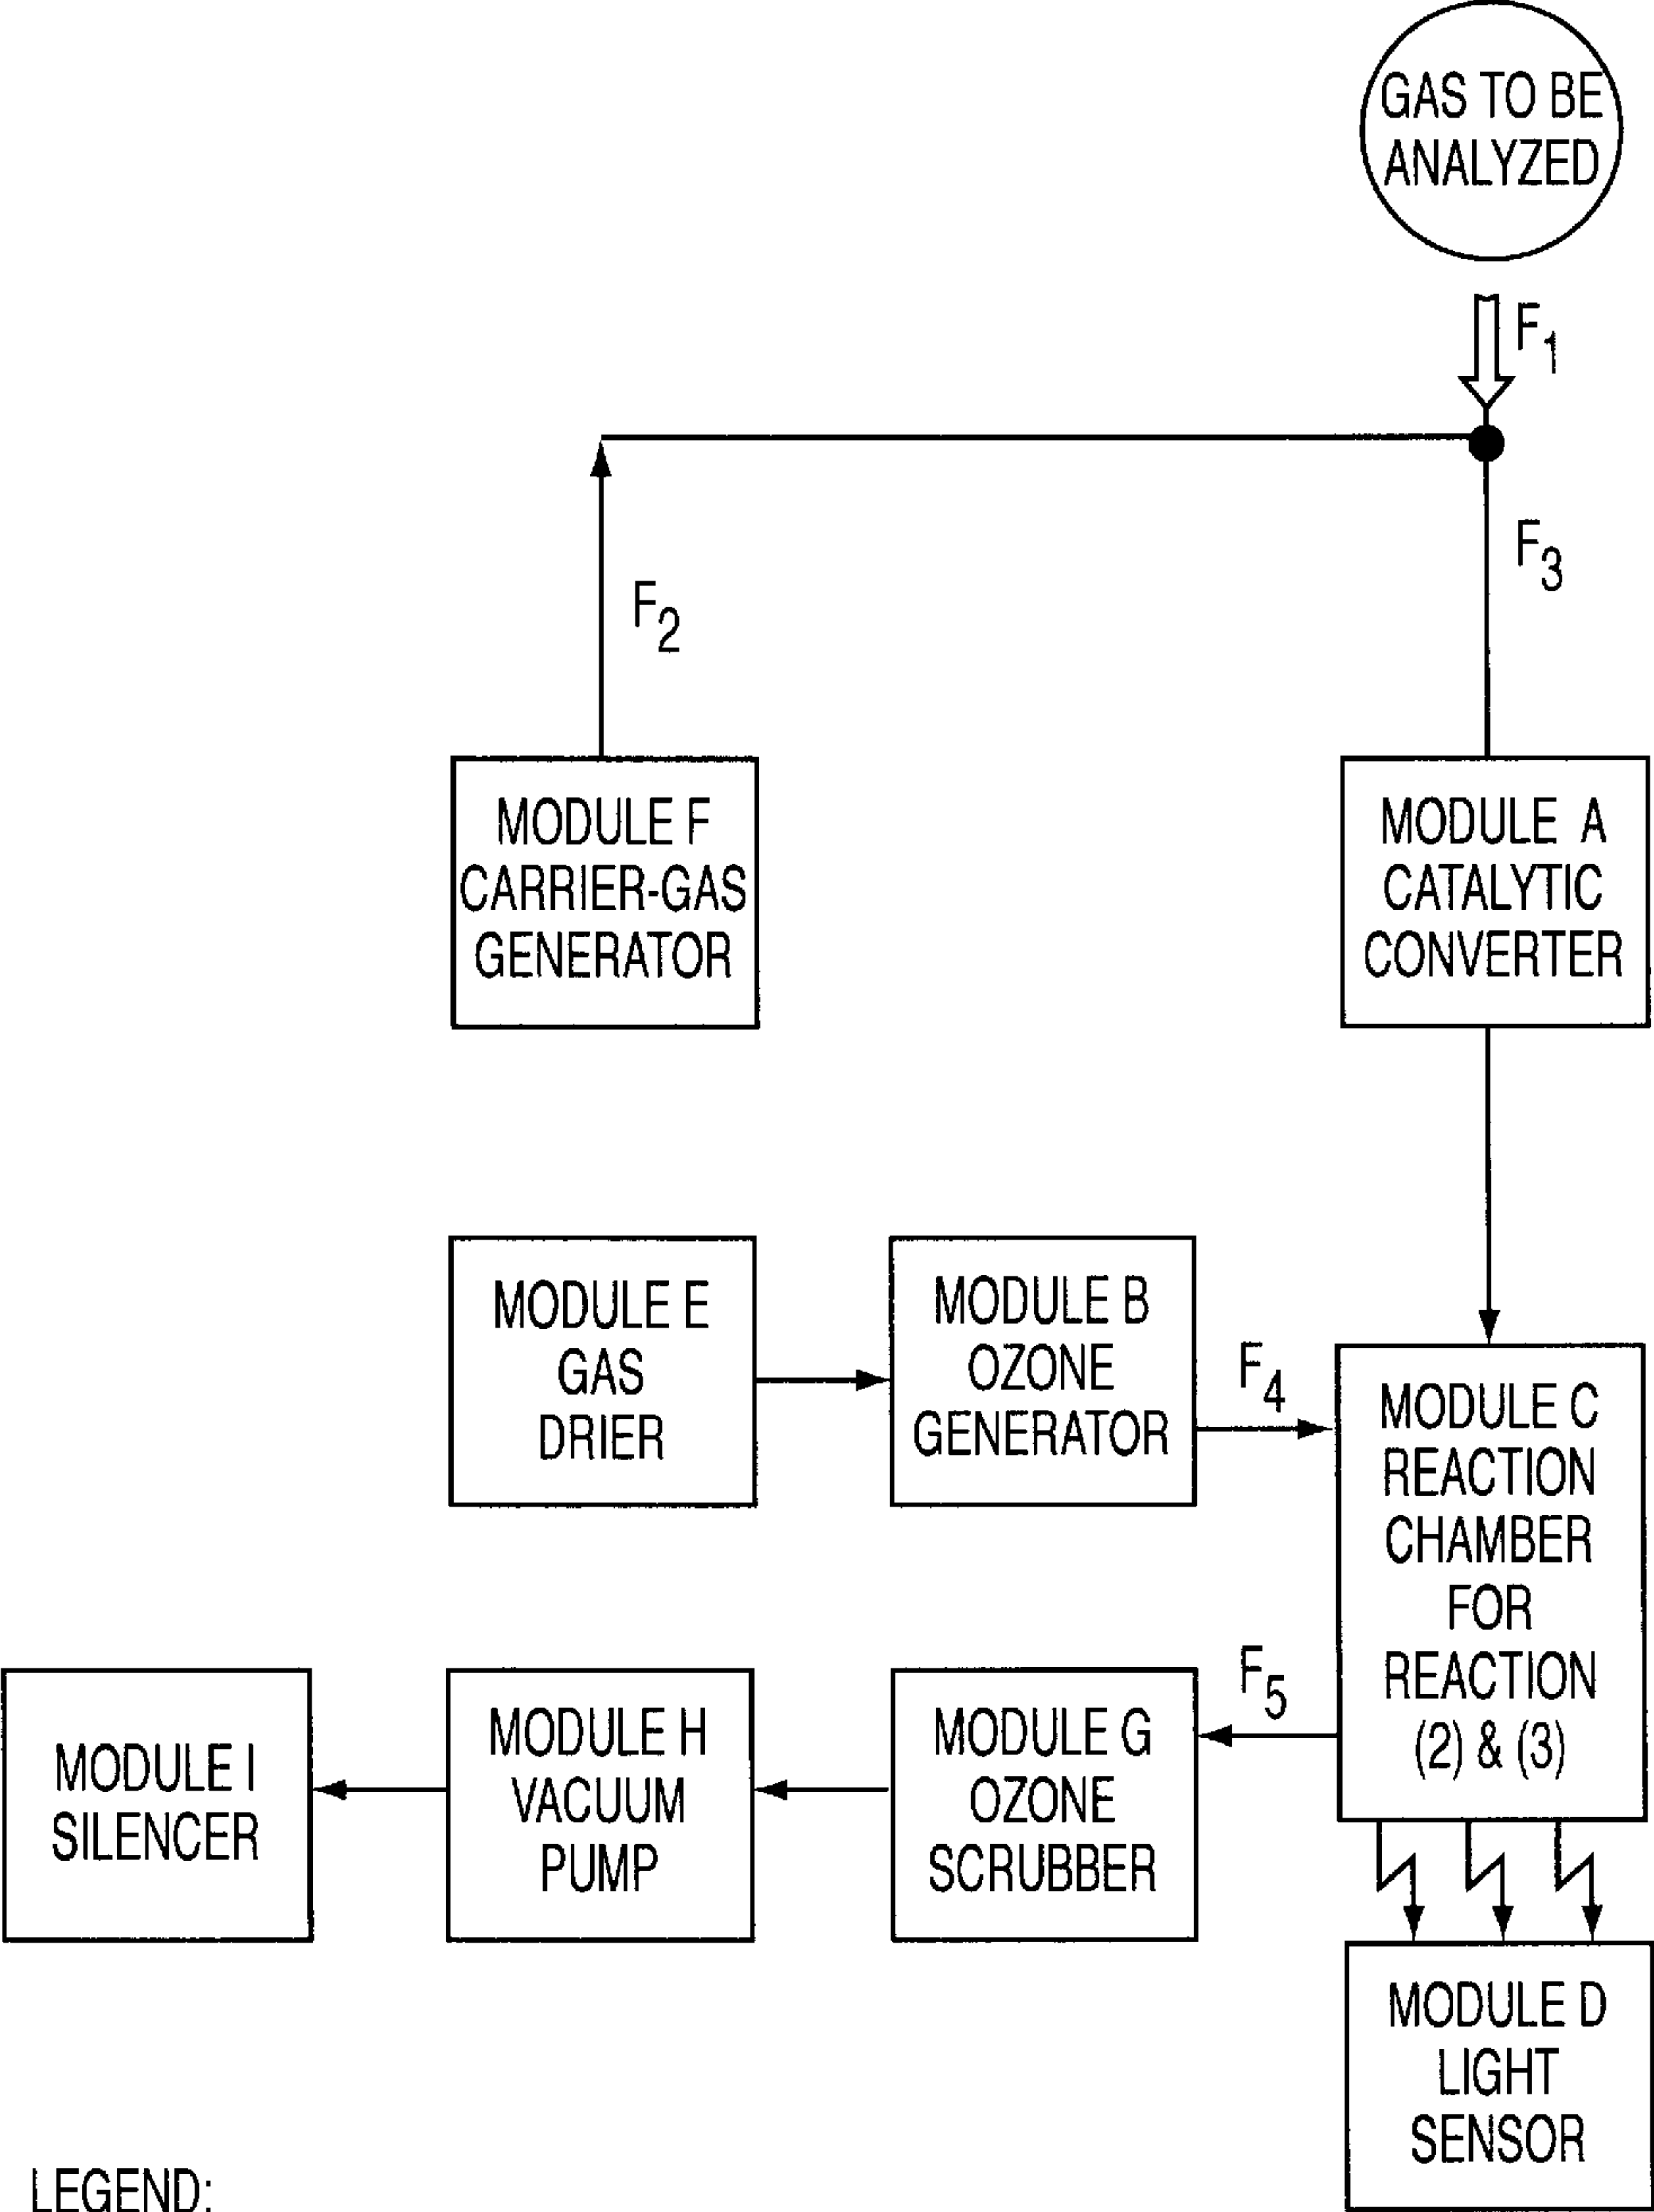 GAS TO BE
ANALYZED
F1
F3
F2
MODULE F
CARRIER-GAS
GENERATOR
MODULE A
CATALYTIC
CONVERTER
MODULE E
GAS
DRIER
MODULE B
OZONE
GENERATOR
F4
MODULE C
REACTION
CHAMBER
FOR
REACTION
(2) & (3)
F5
MODULE I
SILENCER
MODULE H
VACUUM
PUMP
MODULE G
OZONE
SCRUBBER
MODULE D
LIGHT
SENSOR
LEGEND: